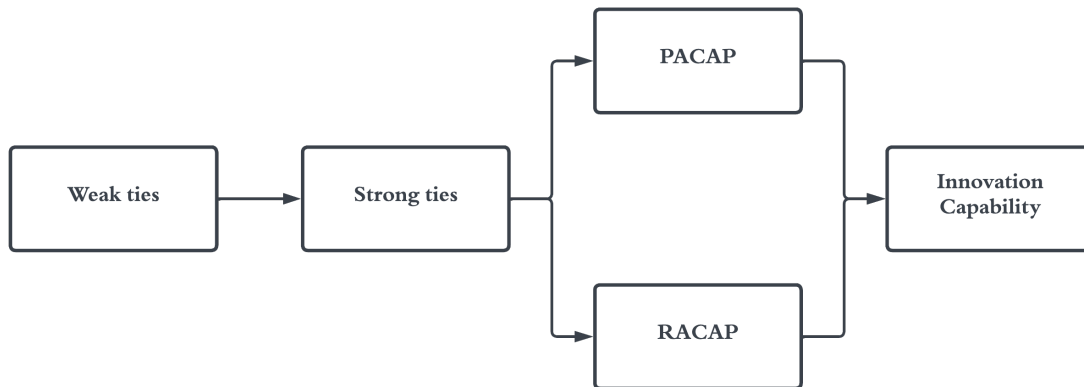 Weak ties
Strong ties
PACAP
RACAP
Innovation
Capability